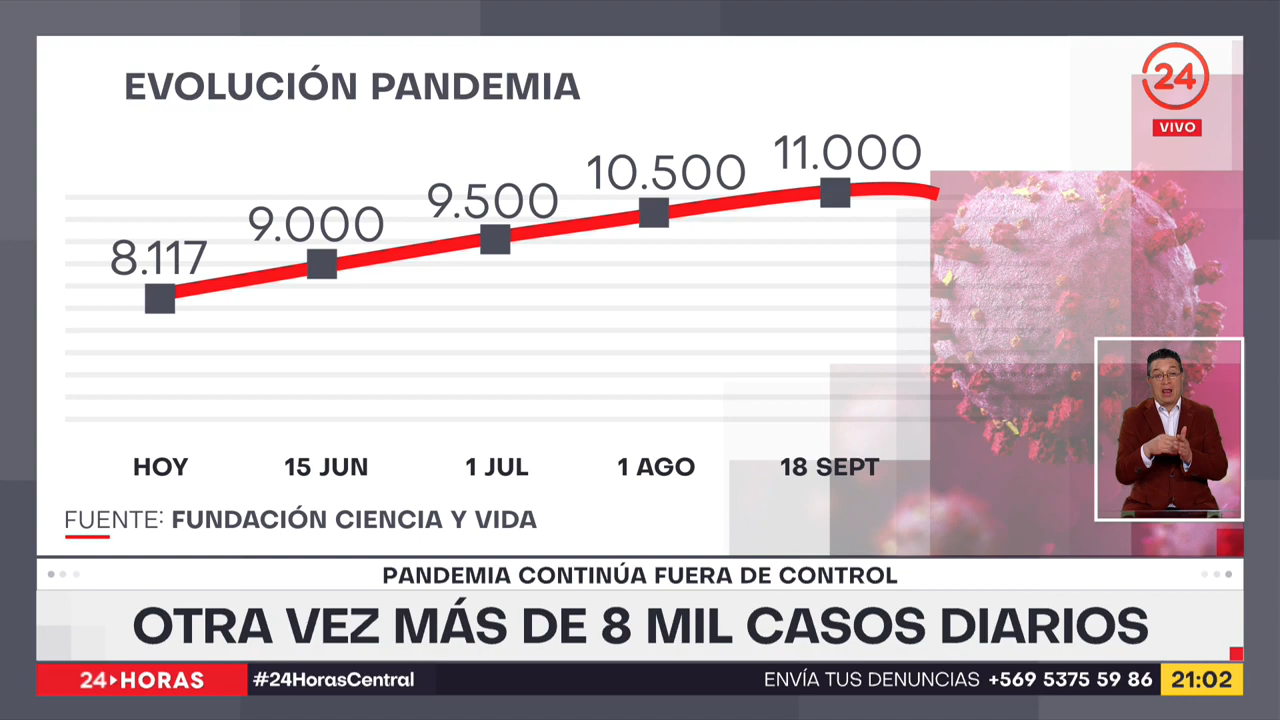 EVOLUCIÓN PANDEMIA
24
VIVO
8.117
9.000
9.500
10.500
11.000
HOY
15 JUN
1 JUL
1 AGO
18 SEPT
FUENTE: FUNDACIÓN CIENCIA Y VIDA
PANDEMIA CONTINÚA FUERA DE CONTROL
OTRA VEZ MÁS DE 8 MIL CASOS DIARIOS
24 HORAS
#24HorasCentral
ENVÍA TUS DENUNCIAS +569 5375 59 86
21:02